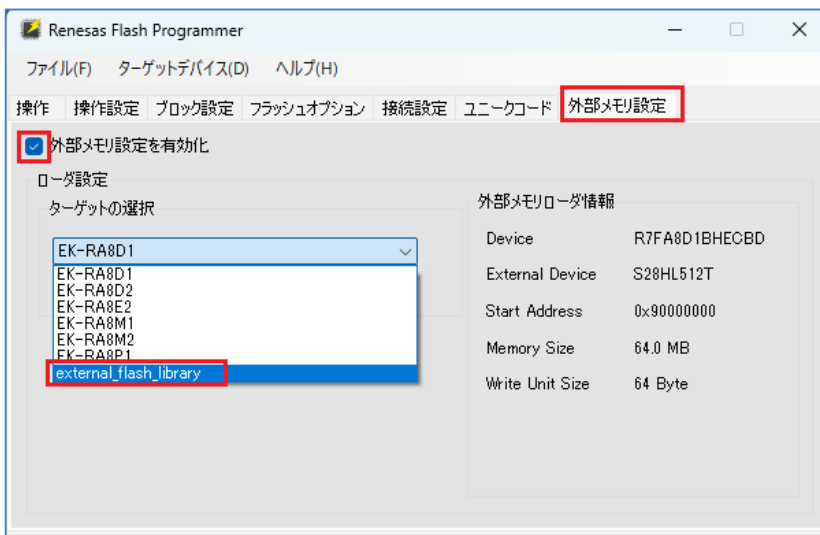 Renesas Flash Programmer
ファイル(F) ターゲットデバイス(D) ヘルプ(H)
操作 操作設定 ブロック設定 フラッシュオプション 接続設定 ユニークコード 外部メモリ設定
外部メモリ設定を有効化
ローダ設定
ターゲットの選択
EK-RA8D1
EK-RA8D1
EK-RA8D2
EK-RA8E2
EK-RA8M1
EK-RA8M2
EK-RA8P1
external_flash_library
外部メモリローダ情報
Device R7FA8D1BHECBD
External Device S28HL512T
Start Address 0x90000000
Memory Size 64.0 MB
Write Unit Size 64 Byte